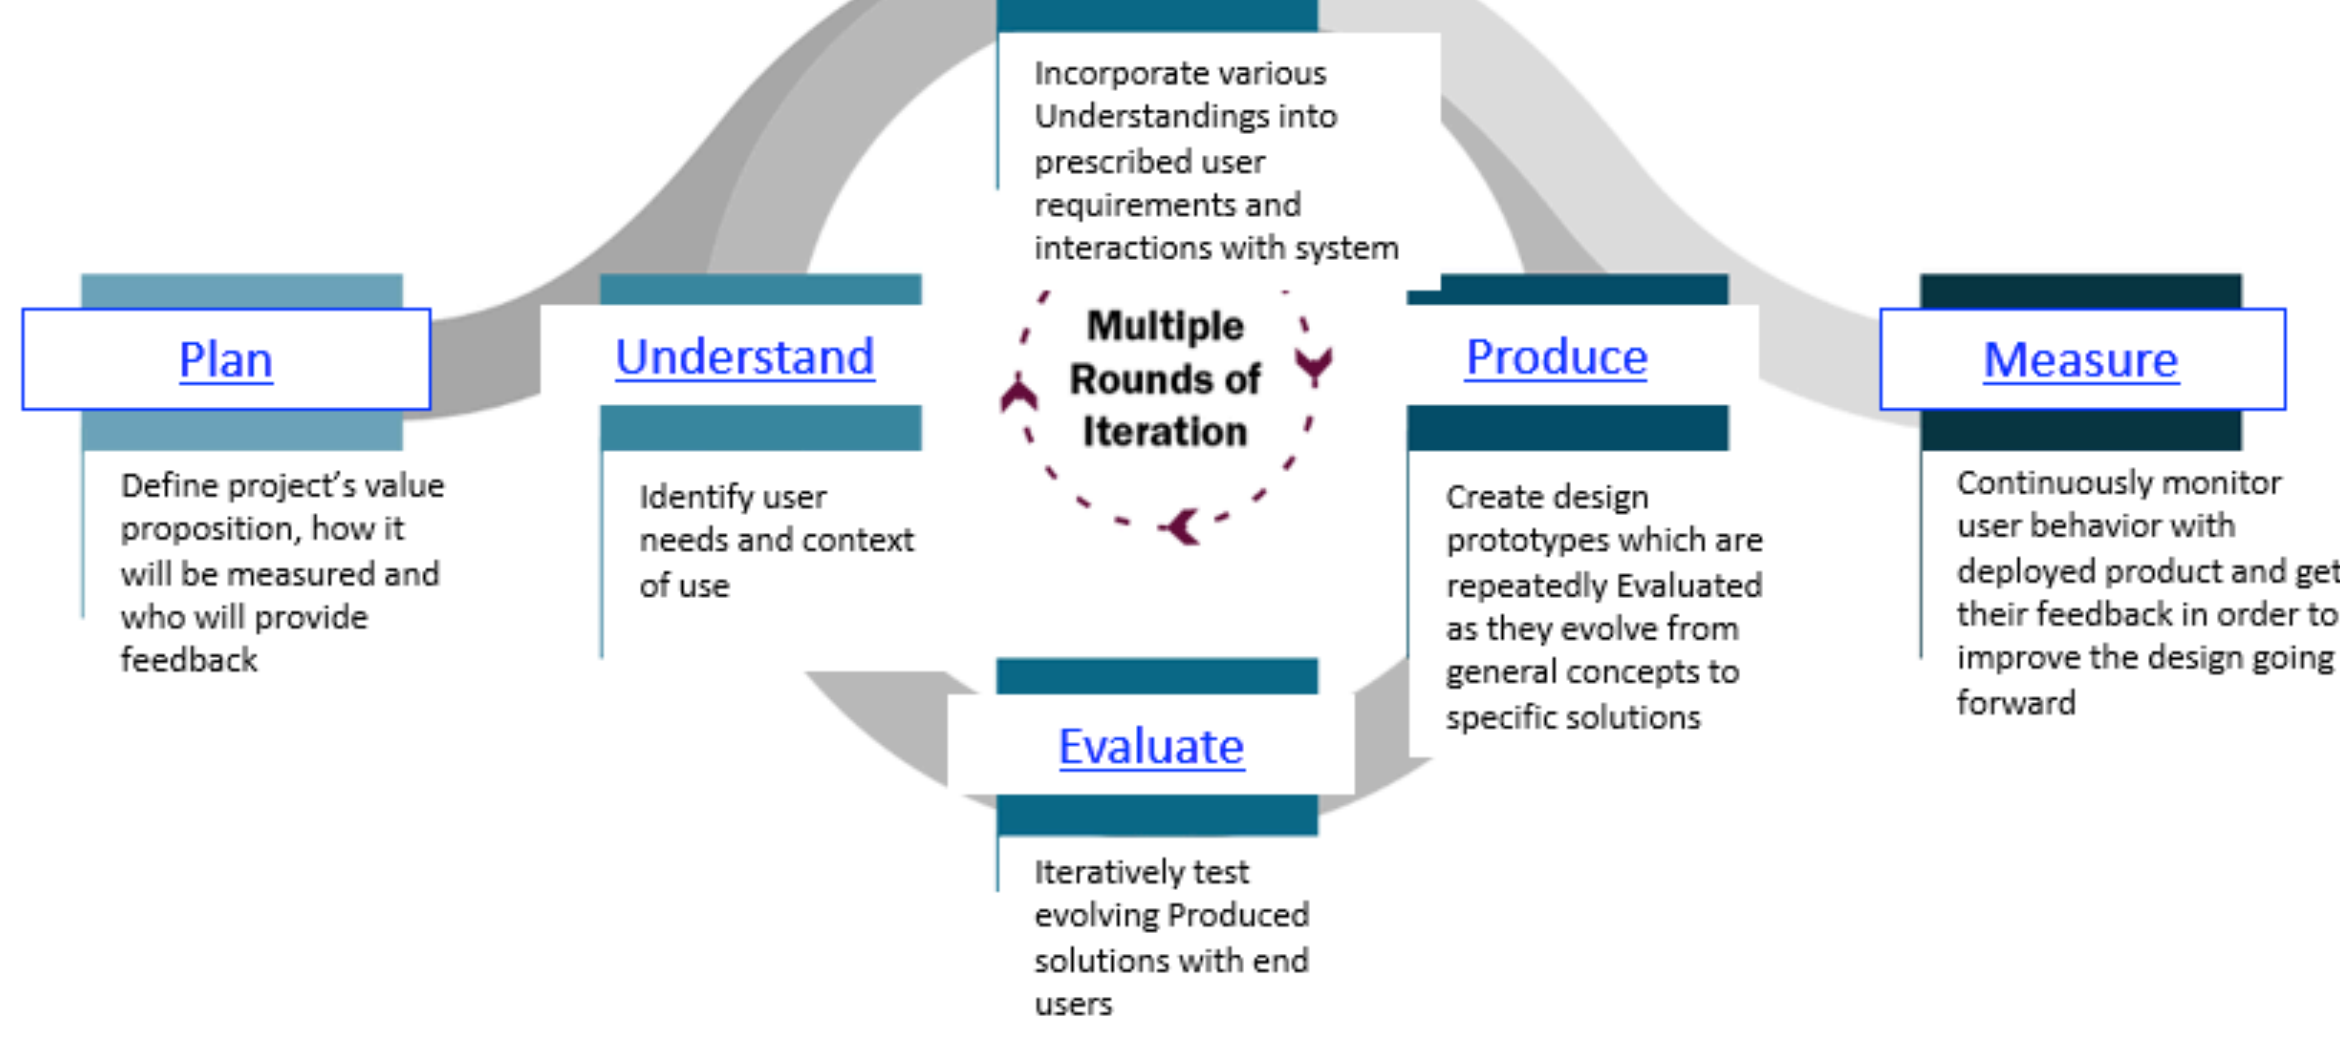 Incorporate various
Understandings into
prescribed user
requirements and
interactions with system
Plan
Define project’s value
proposition, how it
will be measured and
who will provide
feedback
Understand
Identify user
needs and context
of use
Multiple
Rounds of
Iteration
Produce
Create design
prototypes which are
repeatedly Evaluated
as they evolve from
general concepts to
specific solutions
Measure
Continuously monitor
user behavior with
deployed product and get
their feedback in order to
improve the design going
forward
Evaluate
Iteratively test
evolving Produced
solutions with end
users